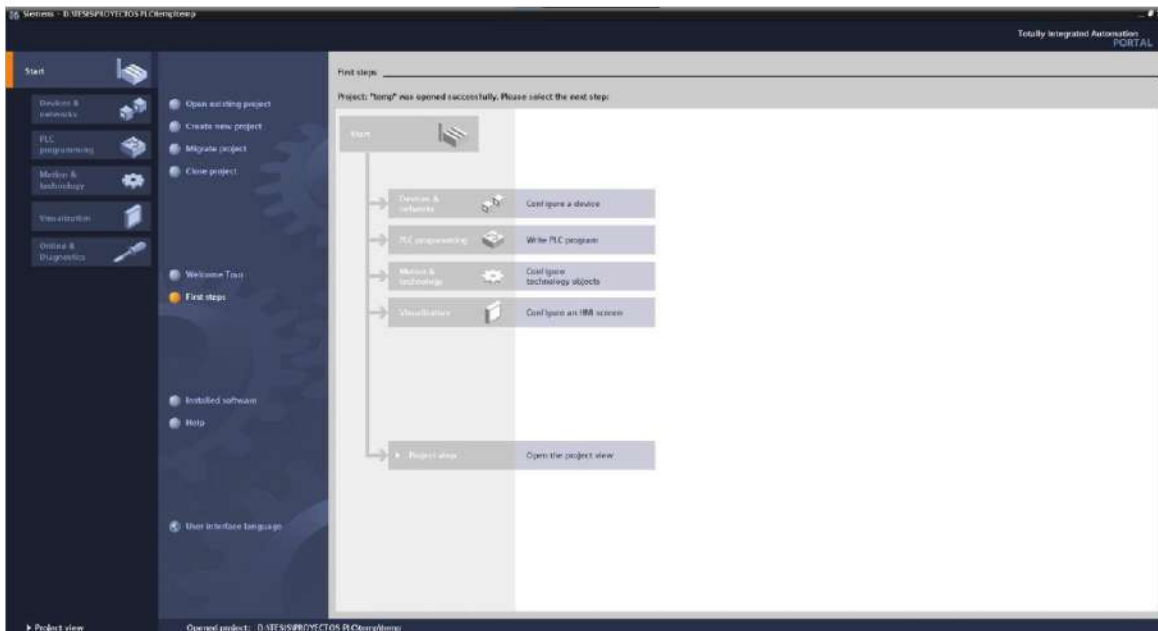 Siemens - D:\TESIS\PROYECTOS PLC\temp\temp
Totally Integrated Automation
PORTAL
Start
Devices &
networks
PLC
programming
Motion &
technology
Visualization
Online &
Diagnostics
Open existing project
Create new project
Migrate project
Close project
Welcome Tour
First steps
Installed software
Help
User interface language
First steps
Project: "temp" was opened successfully. Please select the next step:
Start
Devices &
networks
Configure a device
PLC programming
Write PLC program
Motion &
technology
Configure
technology objects
Visualization
Configure an HMI screen
Project view
Open the project view
Project view
Opened project: D:\TESIS\PROYECTOS PLC\temp\temp